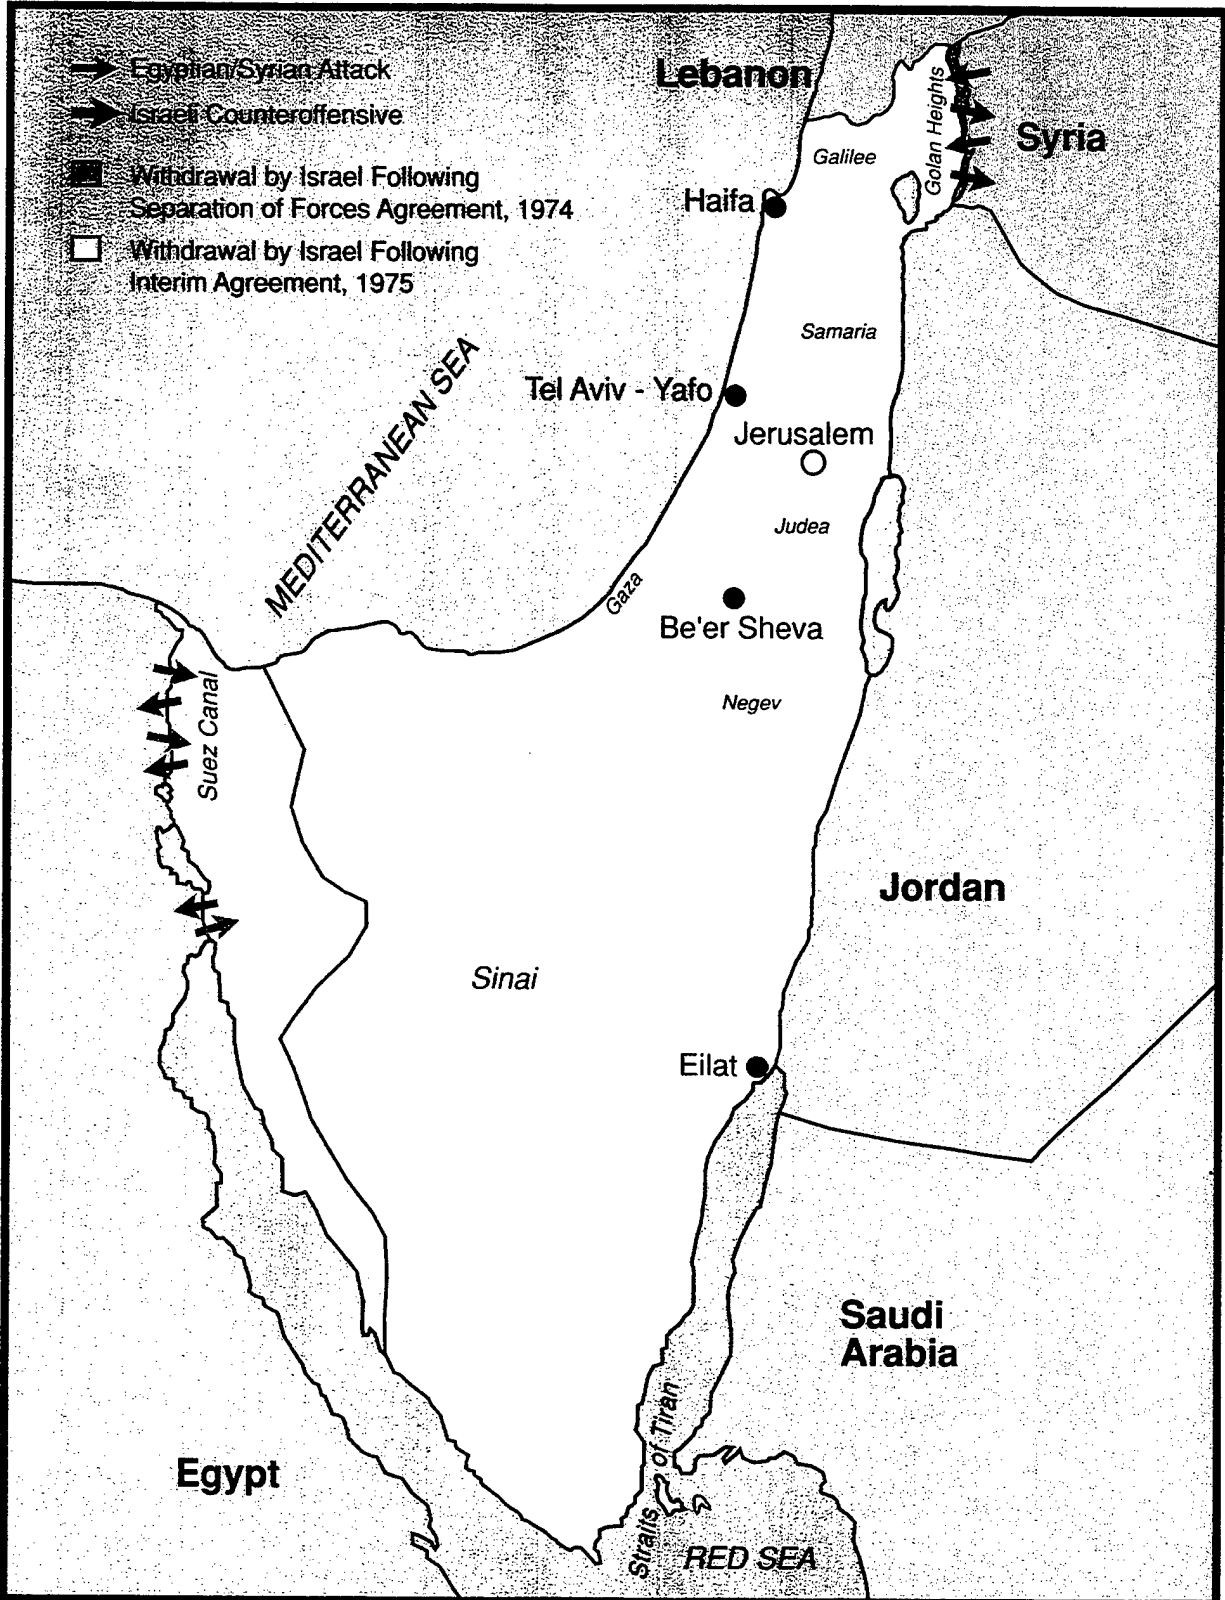 Egyptian/Syrian Attack
Israeli Counteroffensive
Withdrawal by Israel Following
Separation of Forces Agreement, 1974
Withdrawal by Israel Following
Interim Agreement, 1975
Lebanon
Syria
Golan Heights
Galilee
Haifa
Samaria
MEDITERRANEAN SEA
Tel Aviv - Yafo
Jerusalem
Judea
Gaza
Be'er Sheva
Negev
Suez Canal
Jordan
Sinai
Eilat
Saudi
Arabia
Straits of Tiran
Egypt
RED SEA